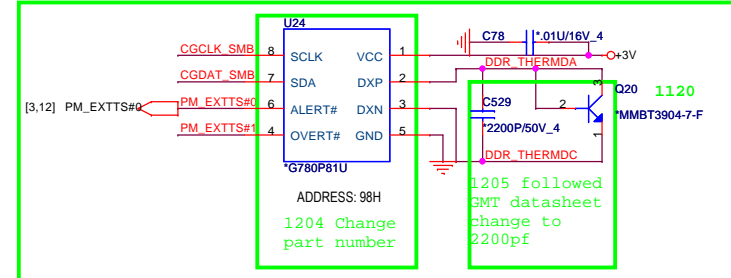 U24
C78
*.01U/16V_4
CGCLK_SMB
8
SCLK
VCC
1
+3V
DDR_THERMDA
CGDAT_SMB
7
SDA
DXP
2
3
Q20
1120
[3,12] PM_EXTTS#0
PM_EXTTS#0
6
ALERT#
DXN
3
C529
2
*MMBT3904-7-F
PM_EXTTS#1
4
OVERT#
GND
5
*2200P/50V_4
1
*G780P81U
DDR_THERMDC
ADDRESS: 98H
1204 Change
part number
1205 followed
GMT datasheet
change to
2200pf